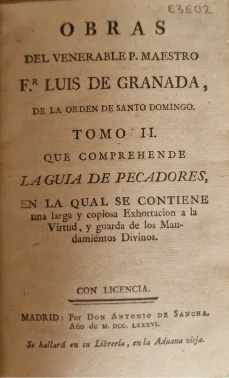 E3E02
OBRAS
DEL VENERABLE P. MAESTRO
F.R LUIS DE GRANADA,
DE LA ORDEN DE SANTO DOMINGO.
TOMO II.
QUE COMPREHENDE
LA GUIA DE PECADORES,
EN LA QUAL SE CONTIENE
una larga y copiosa Exhortacion a la
Virtud, y guarda de los Man-
damientos Divinos.
CON LICENCIA.
MADRID: Por DON ANTONIO DE SANCHA,
Año de M. DCC. LXXXVI.
Se hallará en su Librería, en la Aduana vieja.